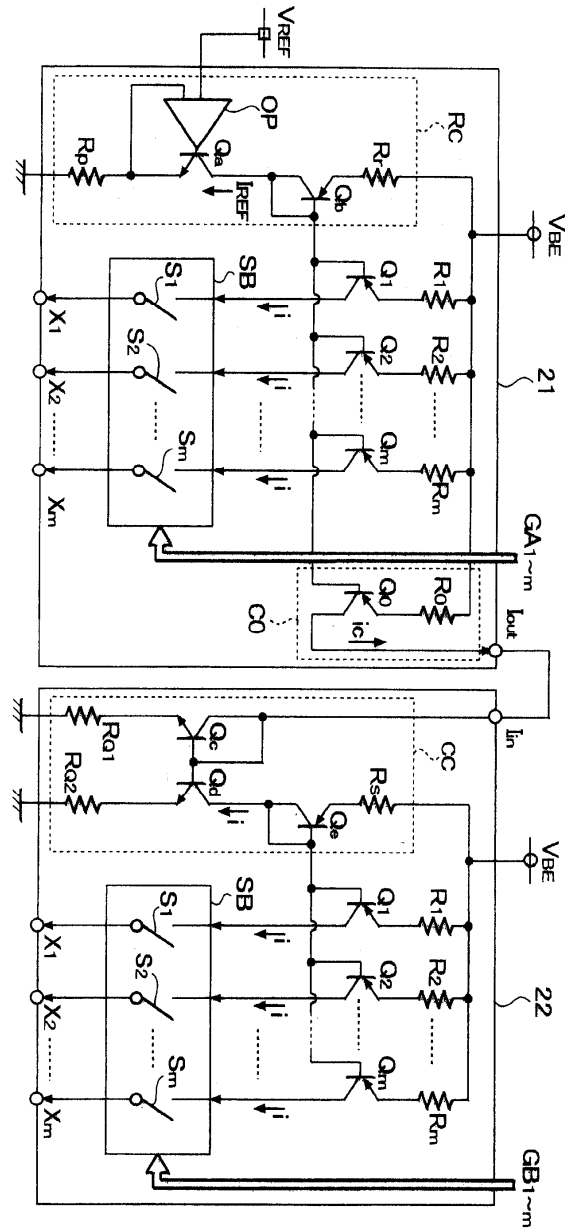 21
VBE
VREF
RC
OP
Rr
Qb
Qa
IREF
Rp
R1
R2
Rm
Q1
Q2
Qm
i
i
i
SB
S1
S2
Sm
X1
X2
Xm
GA1~m
R0
Q0
ic
C0
Iout
22
Iin
VBE
CC
Rs
Qe
Qc
Qd
i
RQ1
RQ2
R1
R2
Rm
Q1
Q2
Qm
i
i
i
SB
S1
S2
Sm
X1
X2
Xm
GB1~m